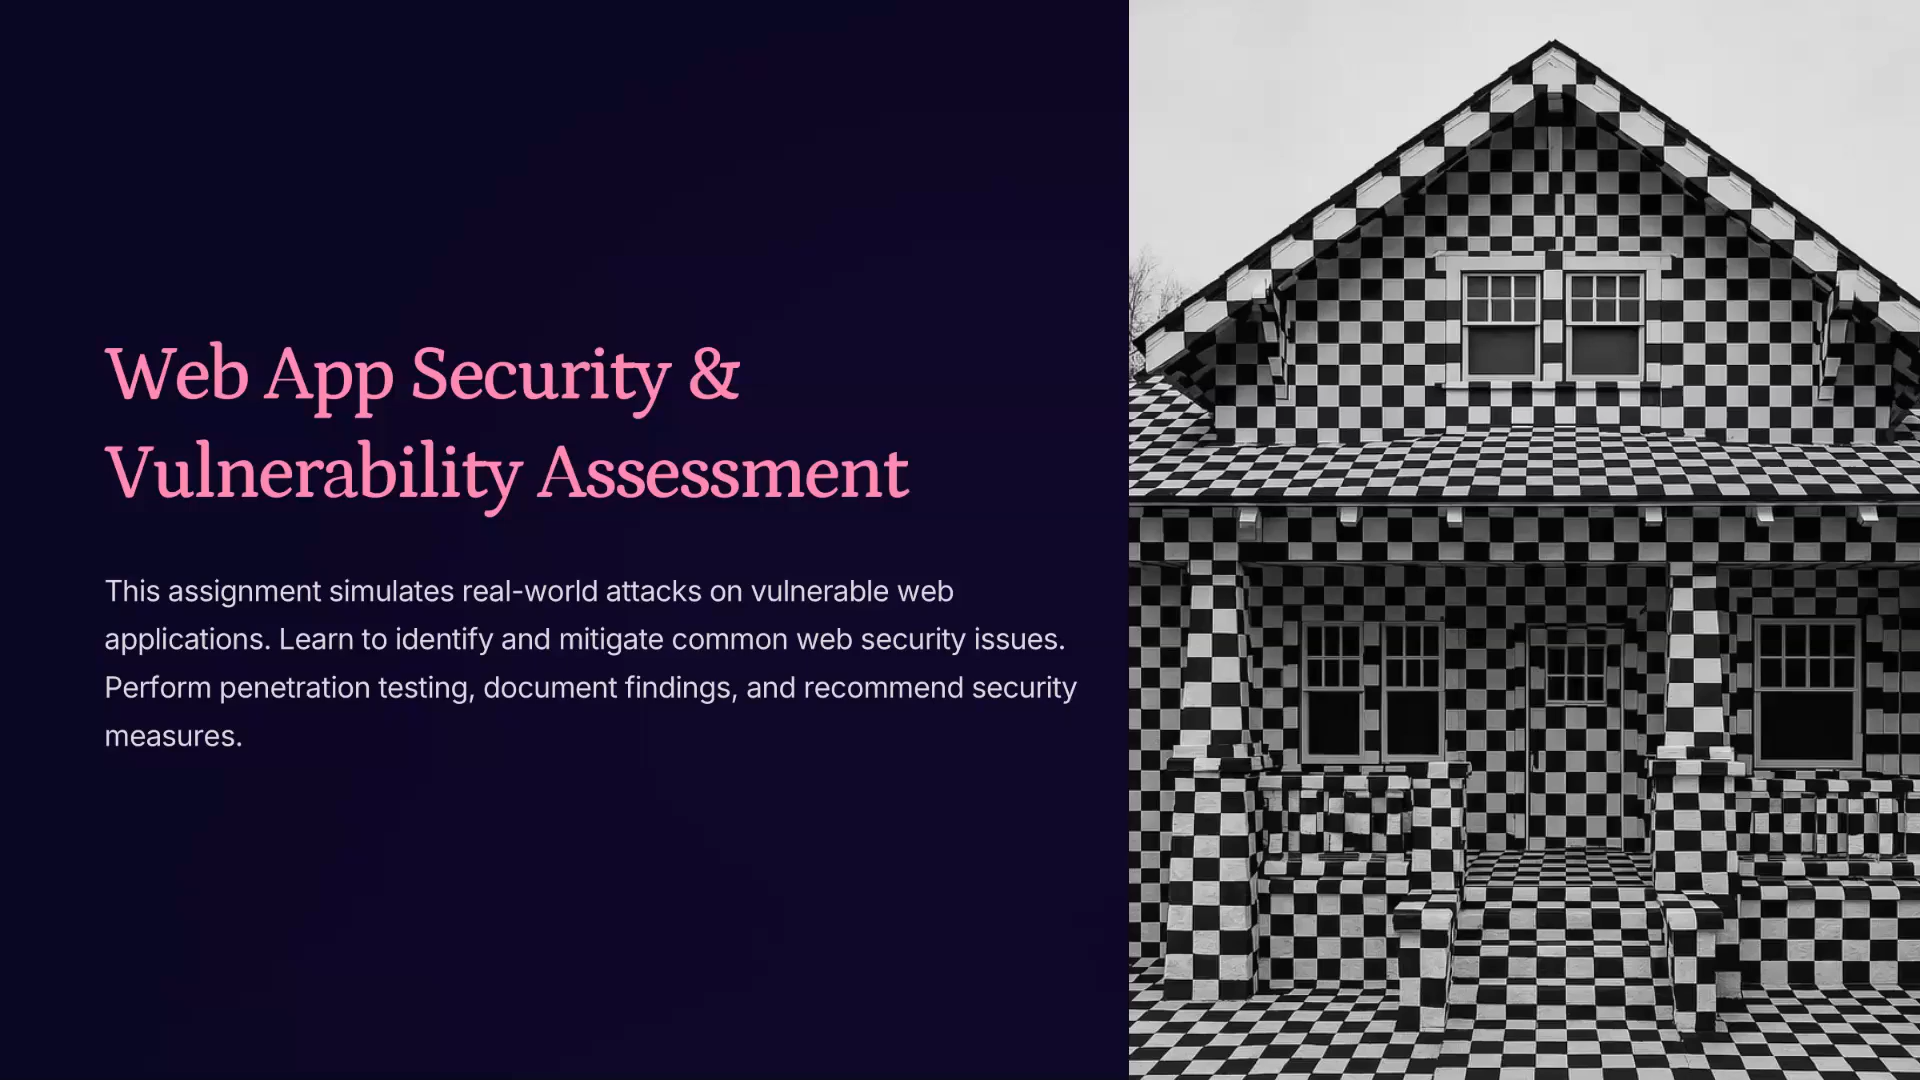 Web App Security &
Vulnerability Assessment
This assignment simulates real-world attacks on vulnerable web
applications. Learn to identify and mitigate common web security issues.
Perform penetration testing, document findings, and recommend security
measures.